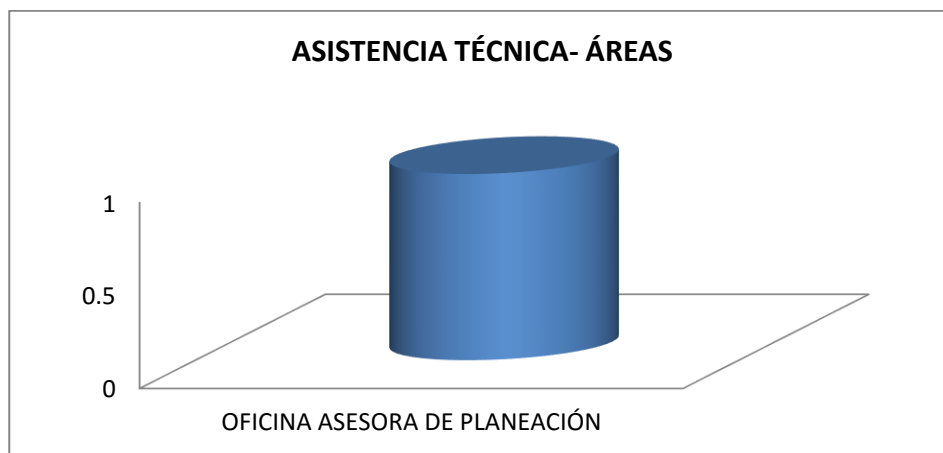 ASISTENCIA TÉCNICA- ÁREAS
1
0.5
0
OFICINA ASESORA DE PLANEACIÓN